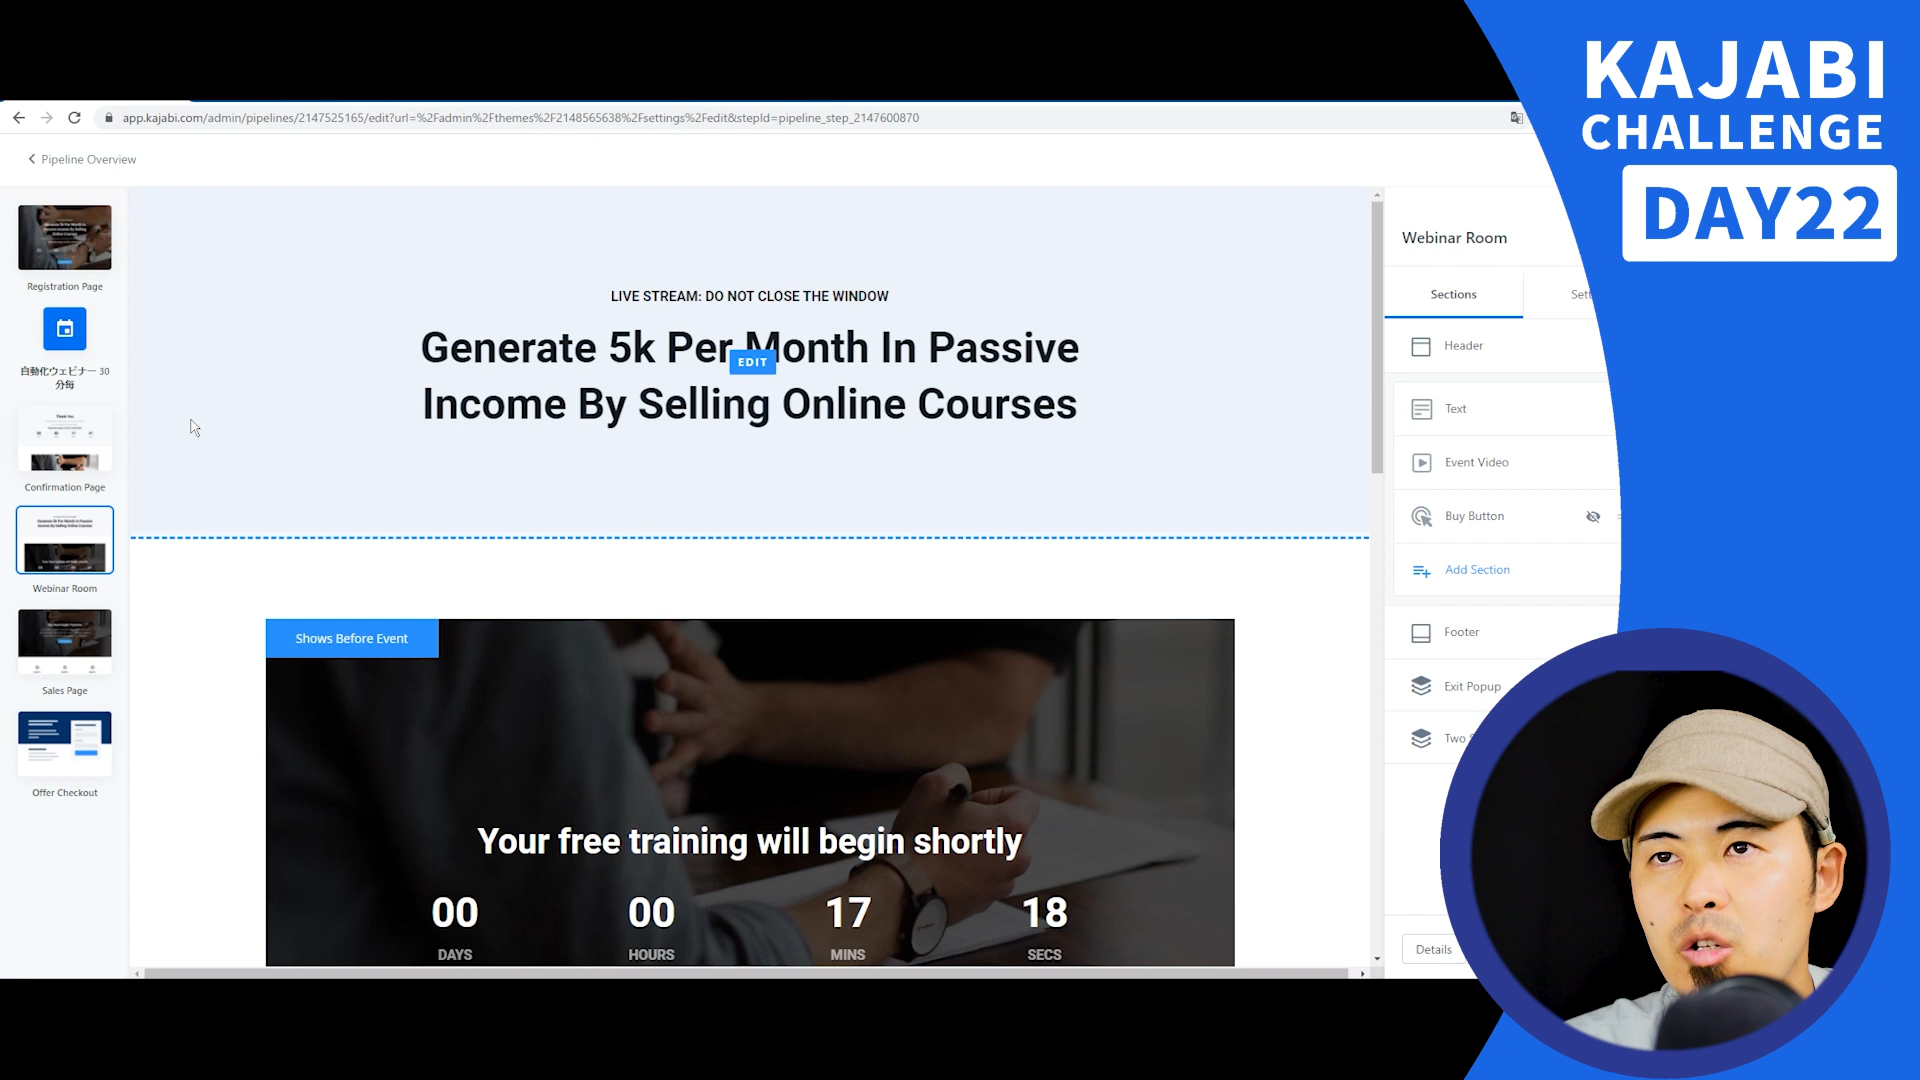 KAJABI
CHALLENGE
DAY22
app.kajabi.com/admin/pipelines/2147525165/edit?url=%2Fadmin%2Fthemes%2F2148565638%2Fsettings%2Fedit&stepId=pipeline_step_2147600870
Pipeline Overview
Registration Page
自動化ウェビナー 30
分毎
Confirmation Page
Webinar Room
Sales Page
Offer Checkout
LIVE STREAM: DO NOT CLOSE THE WINDOW
Generate 5k Per Month In Passive
EDIT
Income By Selling Online Courses
Shows Before Event
Your free training will begin shortly
00 00 17 18
DAYS HOURS MINS SECS
Webinar Room
Sections Sett
Header
Text
Event Video
Buy Button
Add Section
Footer
Exit Popup
Two
Details